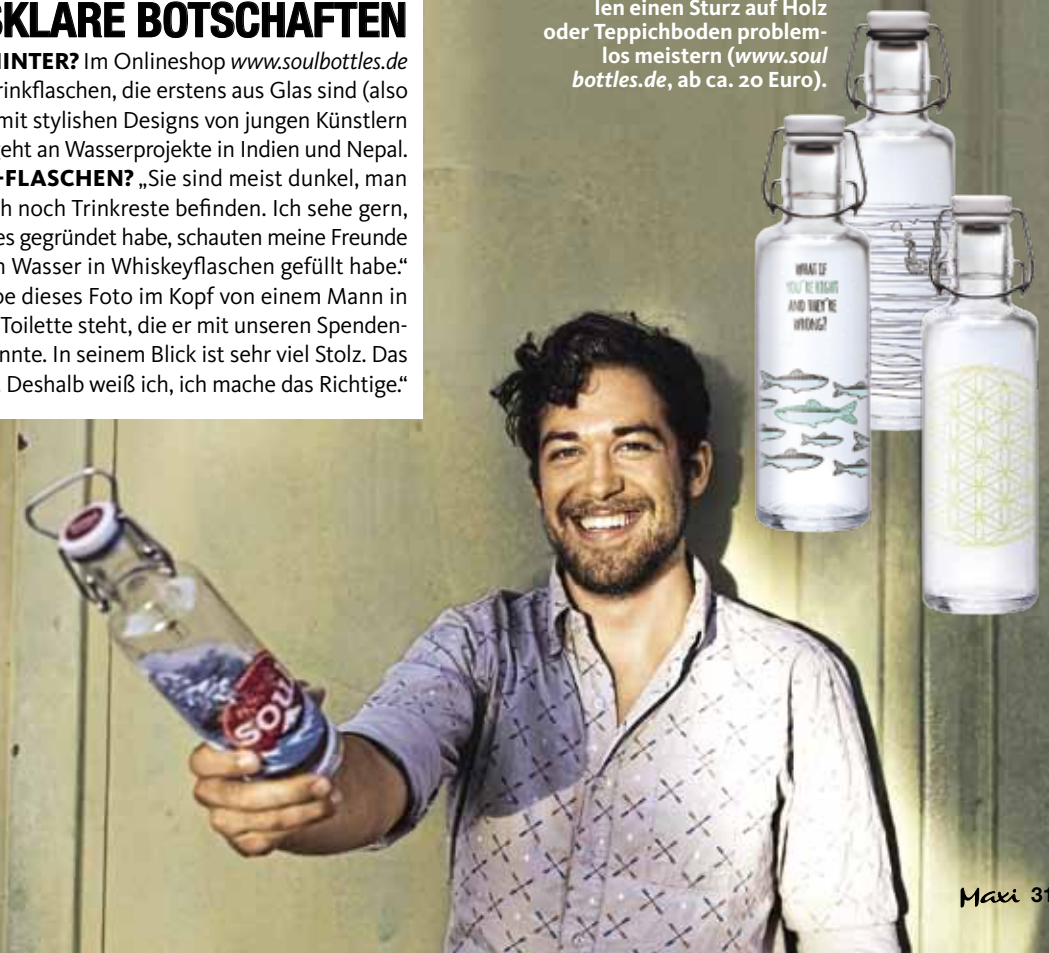 SKLARE BOTSCHAFTEN
INTER? Im Onlineshop www.soulbottles.de
rinkflaschen, die erstens aus Glas sind (also
mit stylishen Designs von jungen Künstlern
geht an Wasserprojekte in Indien und Nepal.
-FLASCHEN? „Sie sind meist dunkel, man
h noch Trinkreste befinden. Ich sehe gern,
es gegründet habe, schauten meine Freunde
n Wasser in Whiskeyflaschen gefüllt habe.“
be dieses Foto im Kopf von einem Mann in
Toilette steht, die er mit unseren Spenden-
nnte. In seinem Blick ist sehr viel Stolz. Das
. Deshalb weiß ich, ich mache das Richtige.“
len einen Sturz auf Holz
oder Teppichboden problem-
los meistern (www.soul
bottles.de, ab ca. 20 Euro).
WHAT IF
YOU'RE RIGHT
AND THEY'RE
WRONG?
SOUL
Maxi 31